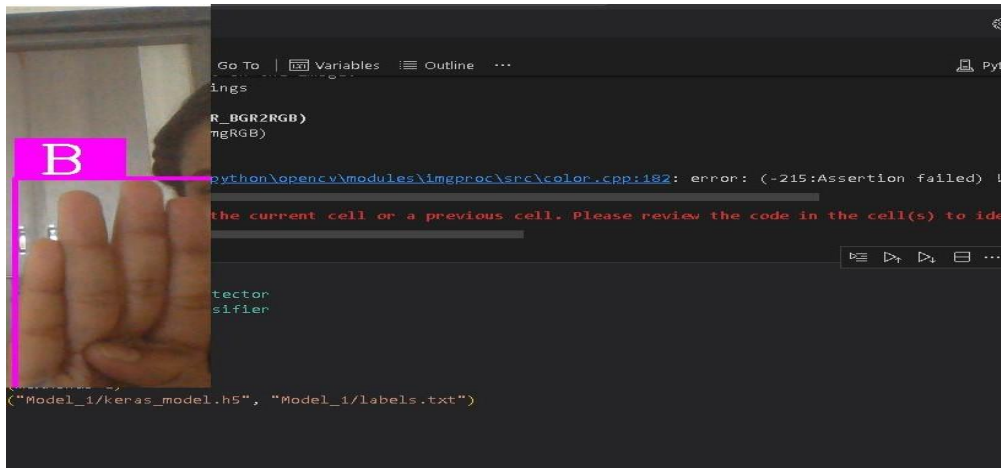 Go To | Variables Outline ...
ings
R_BGR2RGB)
mgRGB)
B
python\opencv\modules\imgproc\src\color.cpp:182: error: (-215:Assertion failed)
the current cell or a previous cell. Please review the code in the cell(s) to ide
tector
sifier
("Model_1/keras_model.h5", "Model_1/labels.txt")